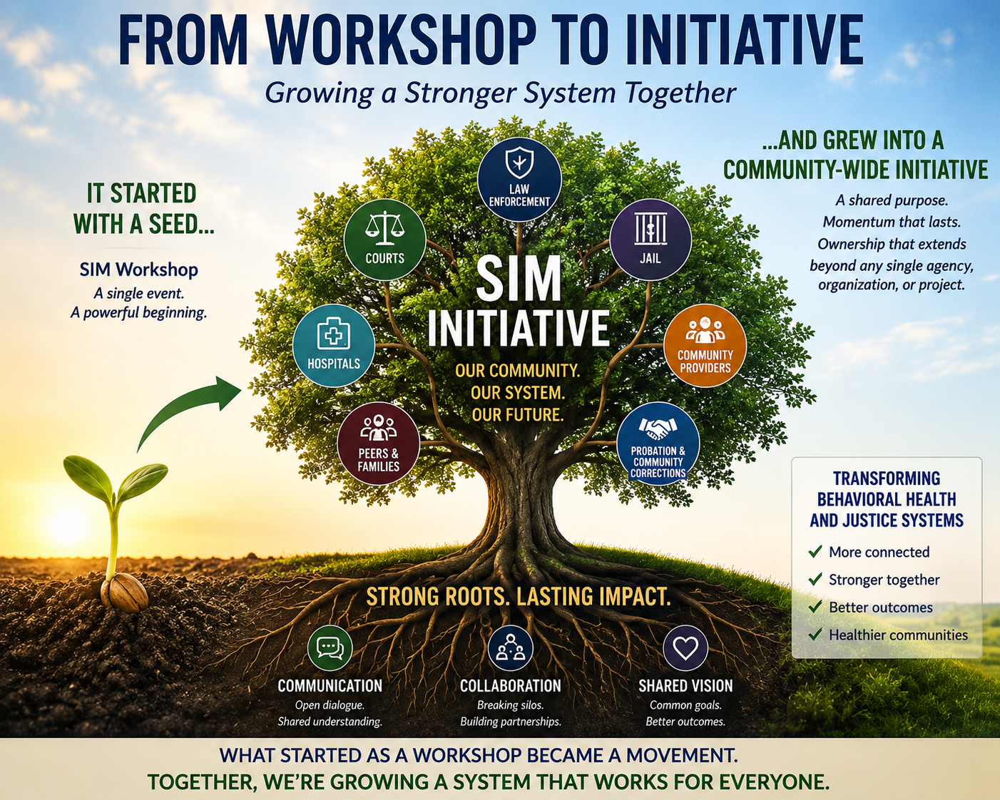 FROM WORKSHOP TO INITIATIVE
Growing a Stronger System Together
IT STARTED
WITH A SEED...
SIM Workshop
A single event.
A powerful beginning.
...AND GREW INTO A
COMMUNITY-WIDE INITIATIVE
A shared purpose.
Momentum that lasts.
Ownership that extends
beyond any single agency,
organization, or project.
LAW
ENFORCEMENT
COURTS
JAIL
HOSPITALS
COMMUNITY
PROVIDERS
PEERS &
FAMILIES
PROBATION &
COMMUNITY
CORRECTIONS
SIM
INITIATIVE
OUR COMMUNITY.
OUR SYSTEM.
OUR FUTURE.
TRANSFORMING
BEHAVIORAL HEALTH
AND JUSTICE SYSTEMS
More connected
Stronger together
Better outcomes
Healthier communities
STRONG ROOTS. LASTING IMPACT.
COMMUNICATION
Open dialogue.
Shared understanding.
COLLABORATION
Breaking silos.
Building partnerships.
SHARED VISION
Common goals.
Better outcomes.
WHAT STARTED AS A WORKSHOP BECAME A MOVEMENT.
TOGETHER, WE'RE GROWING A SYSTEM THAT WORKS FOR EVERYONE.